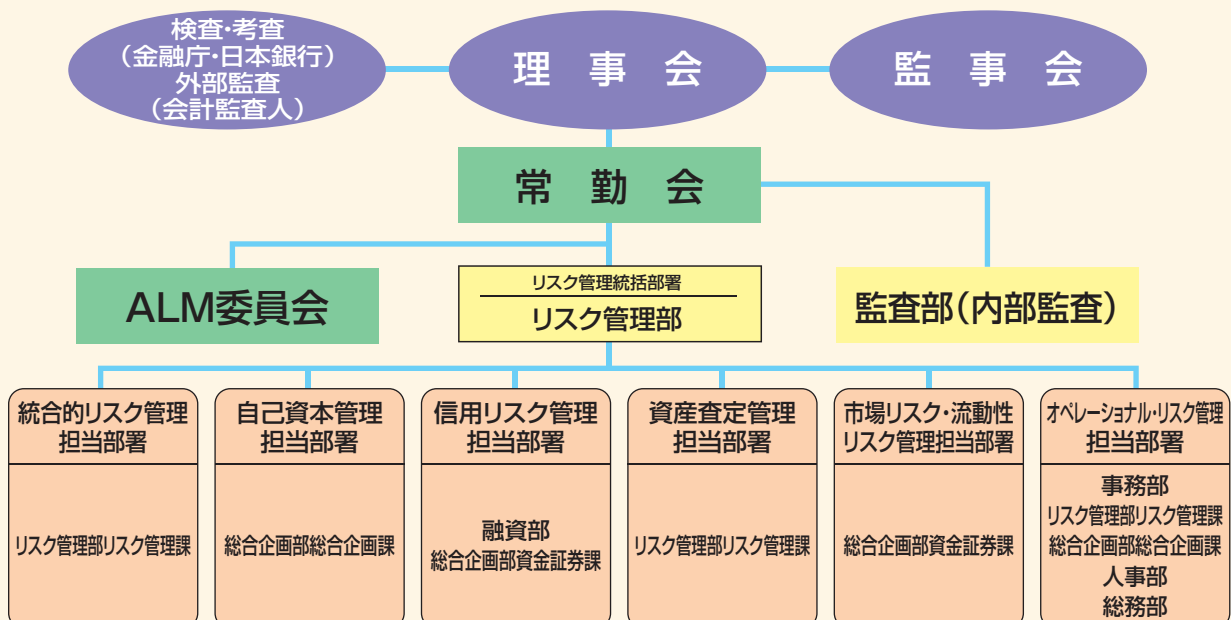 検査・考査
（金融庁・日本銀行）
外部監査
（会計監査人）
理事会
監事会
常勤会
ALM委員会
リスク管理統括部署
リスク管理部
監査部（内部監査）
統合的リスク管理
担当部署
リスク管理部リスク管理課
自己資本管理
担当部署
総合企画部総合企画課
信用リスク管理
担当部署
融資部
総合企画部資金証券課
資産査定管理
担当部署
リスク管理部リスク管理課
市場リスク・流動性
リスク管理担当部署
総合企画部資金証券課
オペレーショナル・リスク管理
担当部署
事務部
リスク管理部リスク管理課
総合企画部総合企画課
人事部
総務部